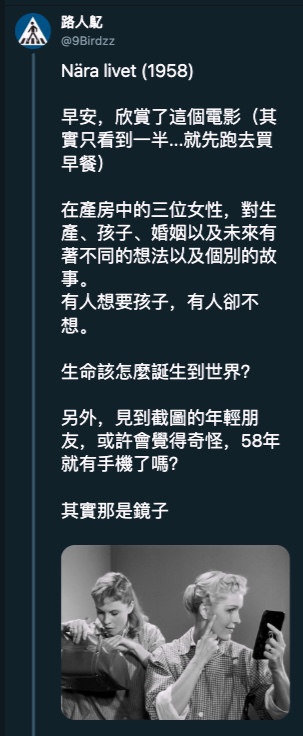 路人鳦
@9Birdzz
Nära livet (1958)
早安，欣賞了這個電影（其
實只看到一半...就先跑去買
早餐）
在產房中的三位女性，對生
產、孩子、婚姻以及未來有
著不同的想法以及個別的故
事。
有人想要孩子，有人卻不
想。
生命該怎麼誕生到世界？
另外，見到截圖的年輕朋
友，或許會覺得奇怪，58年
就有手機了嗎？
其實那是鏡子